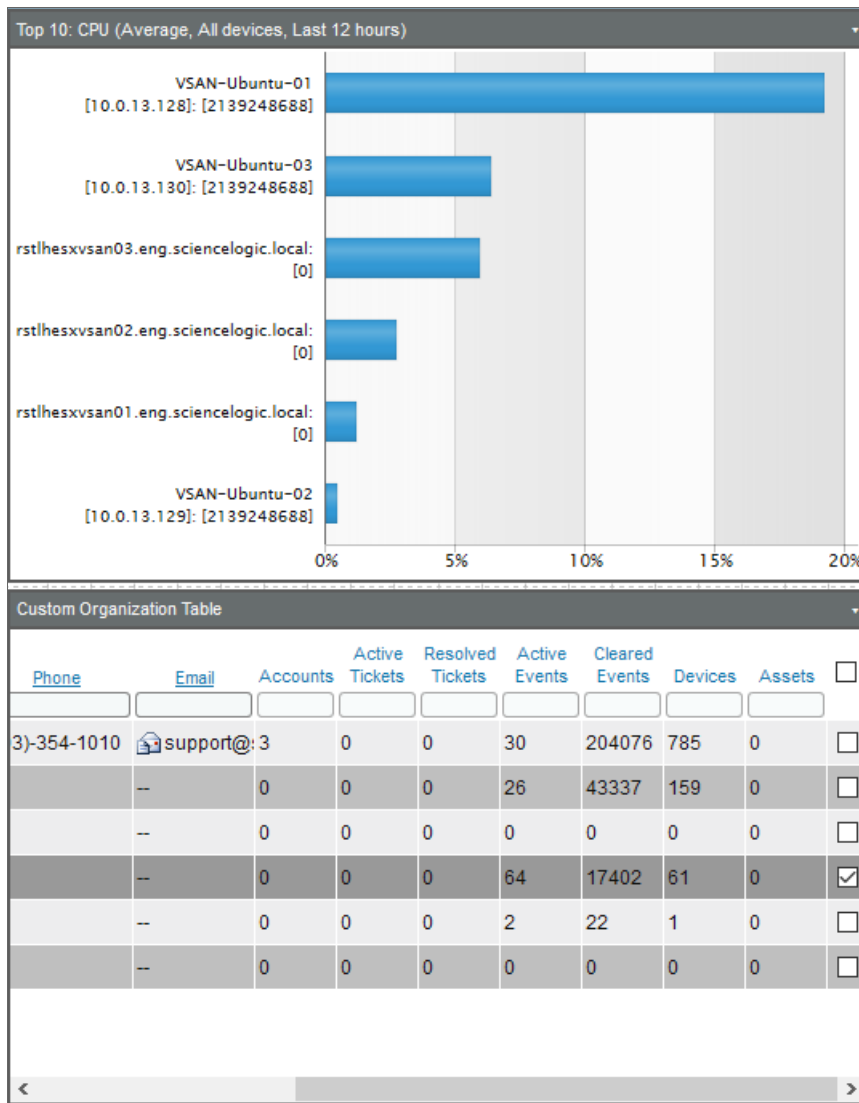 Top 10: CPU (Average, All devices, Last 12 hours)
VSAN-Ubuntu-01
[10.0.13.128]: [2139248688]
VSAN-Ubuntu-03
[10.0.13.130]: [2139248688]
rstlhesxvsan03.eng.sciencelogic.local:
[0]
rstlhesxvsan02.eng.sciencelogic.local:
[0]
rstlhesxvsan01.eng.sciencelogic.local:
[0]
VSAN-Ubuntu-02
[10.0.13.129]: [2139248688]
0% 5% 10% 15% 20%
Custom Organization Table
Phone Email Accounts Active Tickets Resolved Tickets Active Events Cleared Events Devices Assets
3)-354-1010 support@s 3 0 0 30 204076 785 0
-- 0 0 0 26 43337 159 0
-- 0 0 0 0 0 0 0
-- 0 0 0 64 17402 61 0
-- 0 0 0 2 22 1 0
-- 0 0 0 0 0 0 0